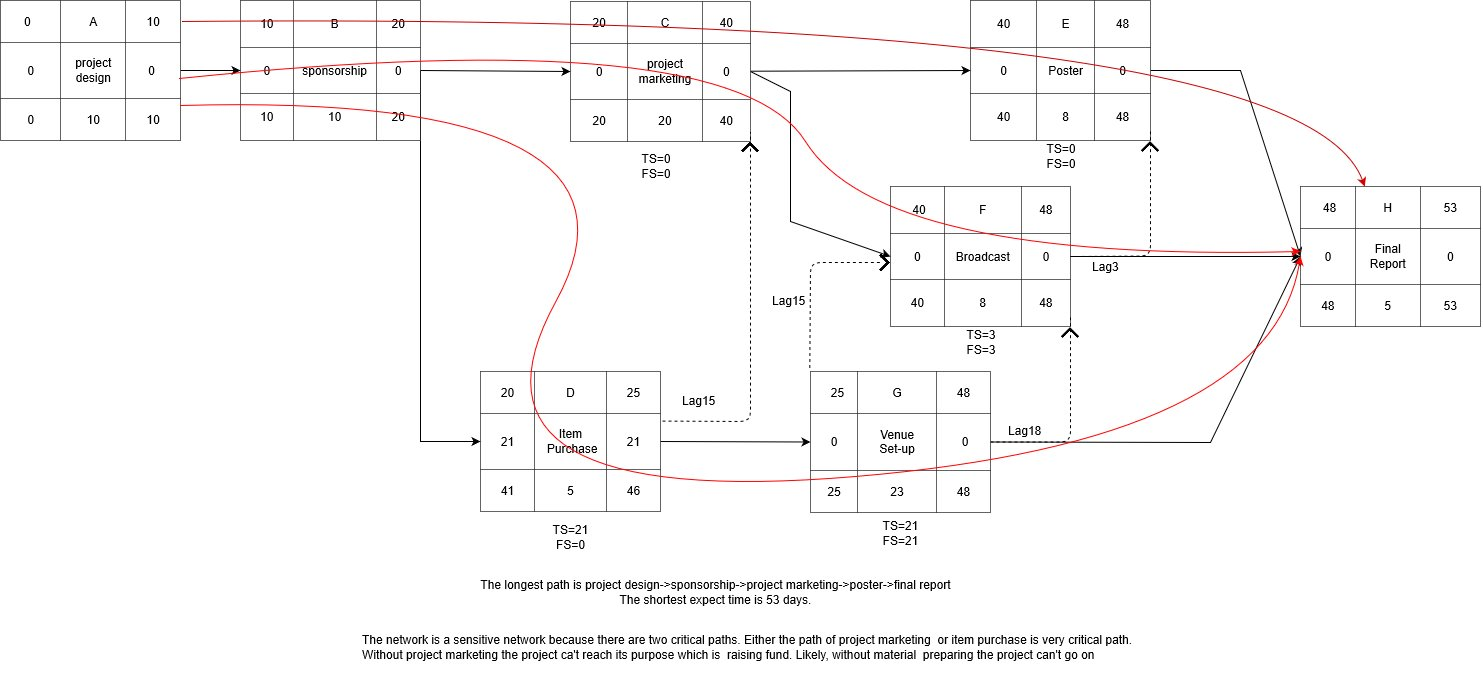 0 A 10
0 project design 0
0 10 10
10 B 20
0 sponsorship 0
10 10 20
20 C 40
0 project marketing 0
20 20 40
TS=0
FS=0
40 E 48
0 Poster 0
40 8 48
TS=0
FS=0
40 F 48
0 Broadcast 0
40 8 48
TS=3
FS=3
Lag3
48 H 53
0 Final Report 0
48 5 53
Lag15
20 D 25
21 Item Purchase 21
41 5 46
TS=21
FS=0
Lag15
25 G 48
0 Venue Set-up 0
25 23 48
TS=21
FS=21
Lag18
The longest path is project design->sponsorship->project marketing->poster->final report
The shortest expect time is 53 days.
The network is a sensitive network because there are two critical paths. Either the path of project marketing or item purchase is very critical path.
Without project marketing the project ca't reach its purpose which is raising fund. Likely, without material preparing the project can't go on